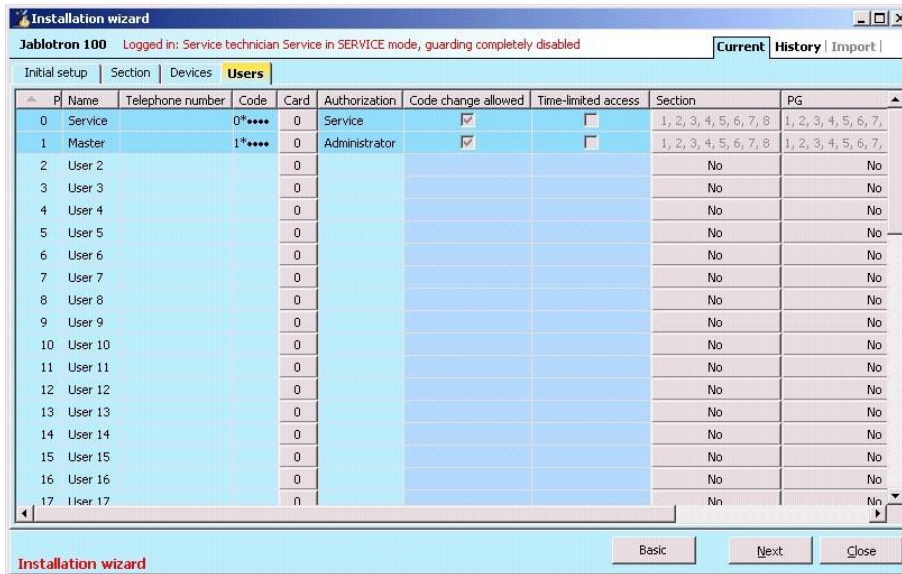 Installation wizard
Jablotron 100 Logged in: Service technician Service in SERVICE mode, guarding completely disabled Current History Import
Initial setup Section Devices Users
P Name Telephone number Code Card Authorization Code change allowed Time-limited access Section PG
0 Service 0*•••• 0 Service 1, 2, 3, 4, 5, 6, 7, 8 1, 2, 3, 4, 5, 6, 7,
1 Master 1*•••• 0 Administrator 1, 2, 3, 4, 5, 6, 7, 8 1, 2, 3, 4, 5, 6, 7,
2 User 2 0 No No
3 User 3 0 No No
4 User 4 0 No No
5 User 5 0 No No
6 User 6 0 No No
7 User 7 0 No No
8 User 8 0 No No
9 User 9 0 No No
10 User 10 0 No No
11 User 11 0 No No
12 User 12 0 No No
13 User 13 0 No No
14 User 14 0 No No
15 User 15 0 No No
16 User 16 0 No No
17 User 17 0 No No
Basic Next Close
Installation wizard